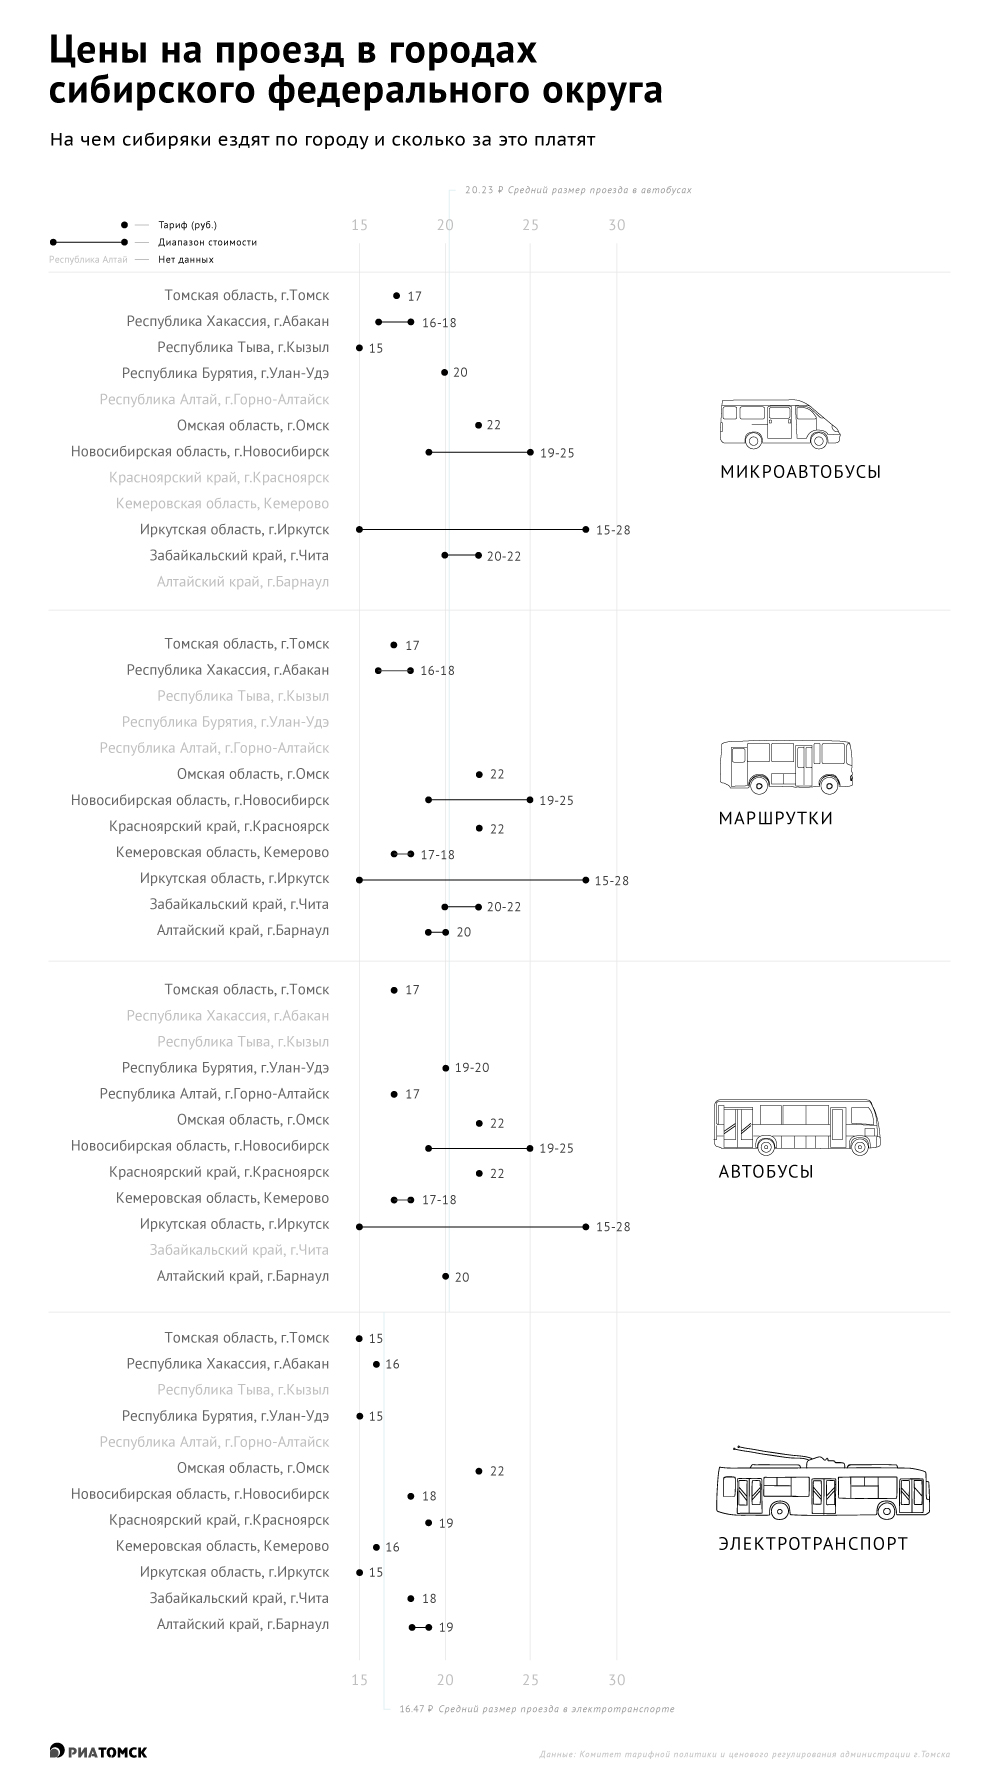 Цены на проезд в городах
сибирского федерального округа
На чем сибиряки ездят по городу и сколько за это платят
20.23 ₽ Средний размер проезда в автобусах
15 20 25 30
Тариф (руб.)
Диапазон стоимости
Республика Алтай Нет данных
Томская область, г.Томск 17
Республика Хакассия, г.Абакан 16-18
Республика Тыва, г.Кызыл 15
Республика Бурятия, г.Улан-Удэ 20
Республика Алтай, г.Горно-Алтайск
Омская область, г.Омск 22
Новосибирская область, г.Новосибирск 19-25
Красноярский край, г.Красноярск
Кемеровская область, Кемерово
Иркутская область, г.Иркутск 15-28
Забайкальский край, г.Чита 20-22
Алтайский край, г.Барнаул
МИКРОАВТОБУСЫ
Томская область, г.Томск 17
Республика Хакассия, г.Абакан 16-18
Республика Тыва, г.Кызыл
Республика Бурятия, г.Улан-Удэ
Республика Алтай, г.Горно-Алтайск
Омская область, г.Омск 22
Новосибирская область, г.Новосибирск 19-25
Красноярский край, г.Красноярск 22
Кемеровская область, Кемерово 17-18
Иркутская область, г.Иркутск 15-28
Забайкальский край, г.Чита 20-22
Алтайский край, г.Барнаул 20
МАРШРУТКИ
Томская область, г.Томск 17
Республика Хакассия, г.Абакан
Республика Тыва, г.Кызыл
Республика Бурятия, г.Улан-Удэ 19-20
Республика Алтай, г.Горно-Алтайск 17
Омская область, г.Омск 22
Новосибирская область, г.Новосибирск 19-25
Красноярский край, г.Красноярск 22
Кемеровская область, Кемерово 17-18
Иркутская область, г.Иркутск 15-28
Забайкальский край, г.Чита
Алтайский край, г.Барнаул 20
АВТОБУСЫ
Томская область, г.Томск 15
Республика Хакассия, г.Абакан 16
Республика Тыва, г.Кызыл
Республика Бурятия, г.Улан-Удэ 15
Республика Алтай, г.Горно-Алтайск
Омская область, г.Омск 22
Новосибирская область, г.Новосибирск 18
Красноярский край, г.Красноярск 19
Кемеровская область, Кемерово 16
Иркутская область, г.Иркутск 15
Забайкальский край, г.Чита 18
Алтайский край, г.Барнаул 19
ЭЛЕКТРОТРАНСПОРТ
15 20 25 30
16.47 ₽ Средний размер проезда в электротранспорте
РИАТОМСК
Данные: Комитет тарифной политики и ценового регулирования администрации г.Томска